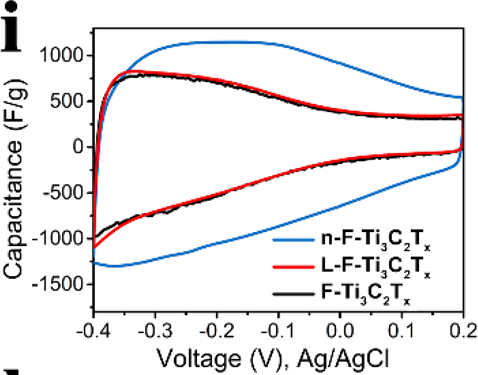 i
Capacitance (F/g)
1000
500
0
-500
-1000
-1500
n-F-Ti₃C₂Tₓ
L-F-Ti₃C₂Tₓ
F-Ti₃C₂Tₓ
-0.4 -0.3 -0.2 -0.1 0.0 0.1 0.2
Voltage (V), Ag/AgCl